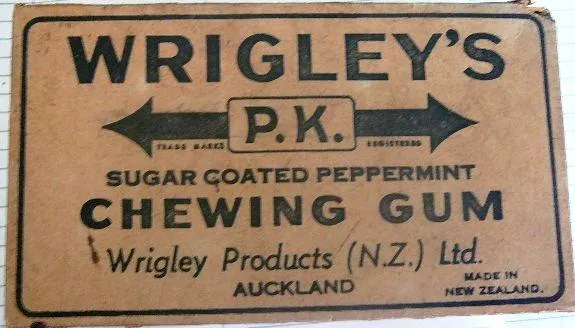 WRIGLEY'S
P.K.
TRADE MARKS REGISTERED
SUGAR COATED PEPPERMINT
CHEWING GUM
Wrigley Products (N.Z.) Ltd.
AUCKLAND
MADE IN
NEW ZEALAND.